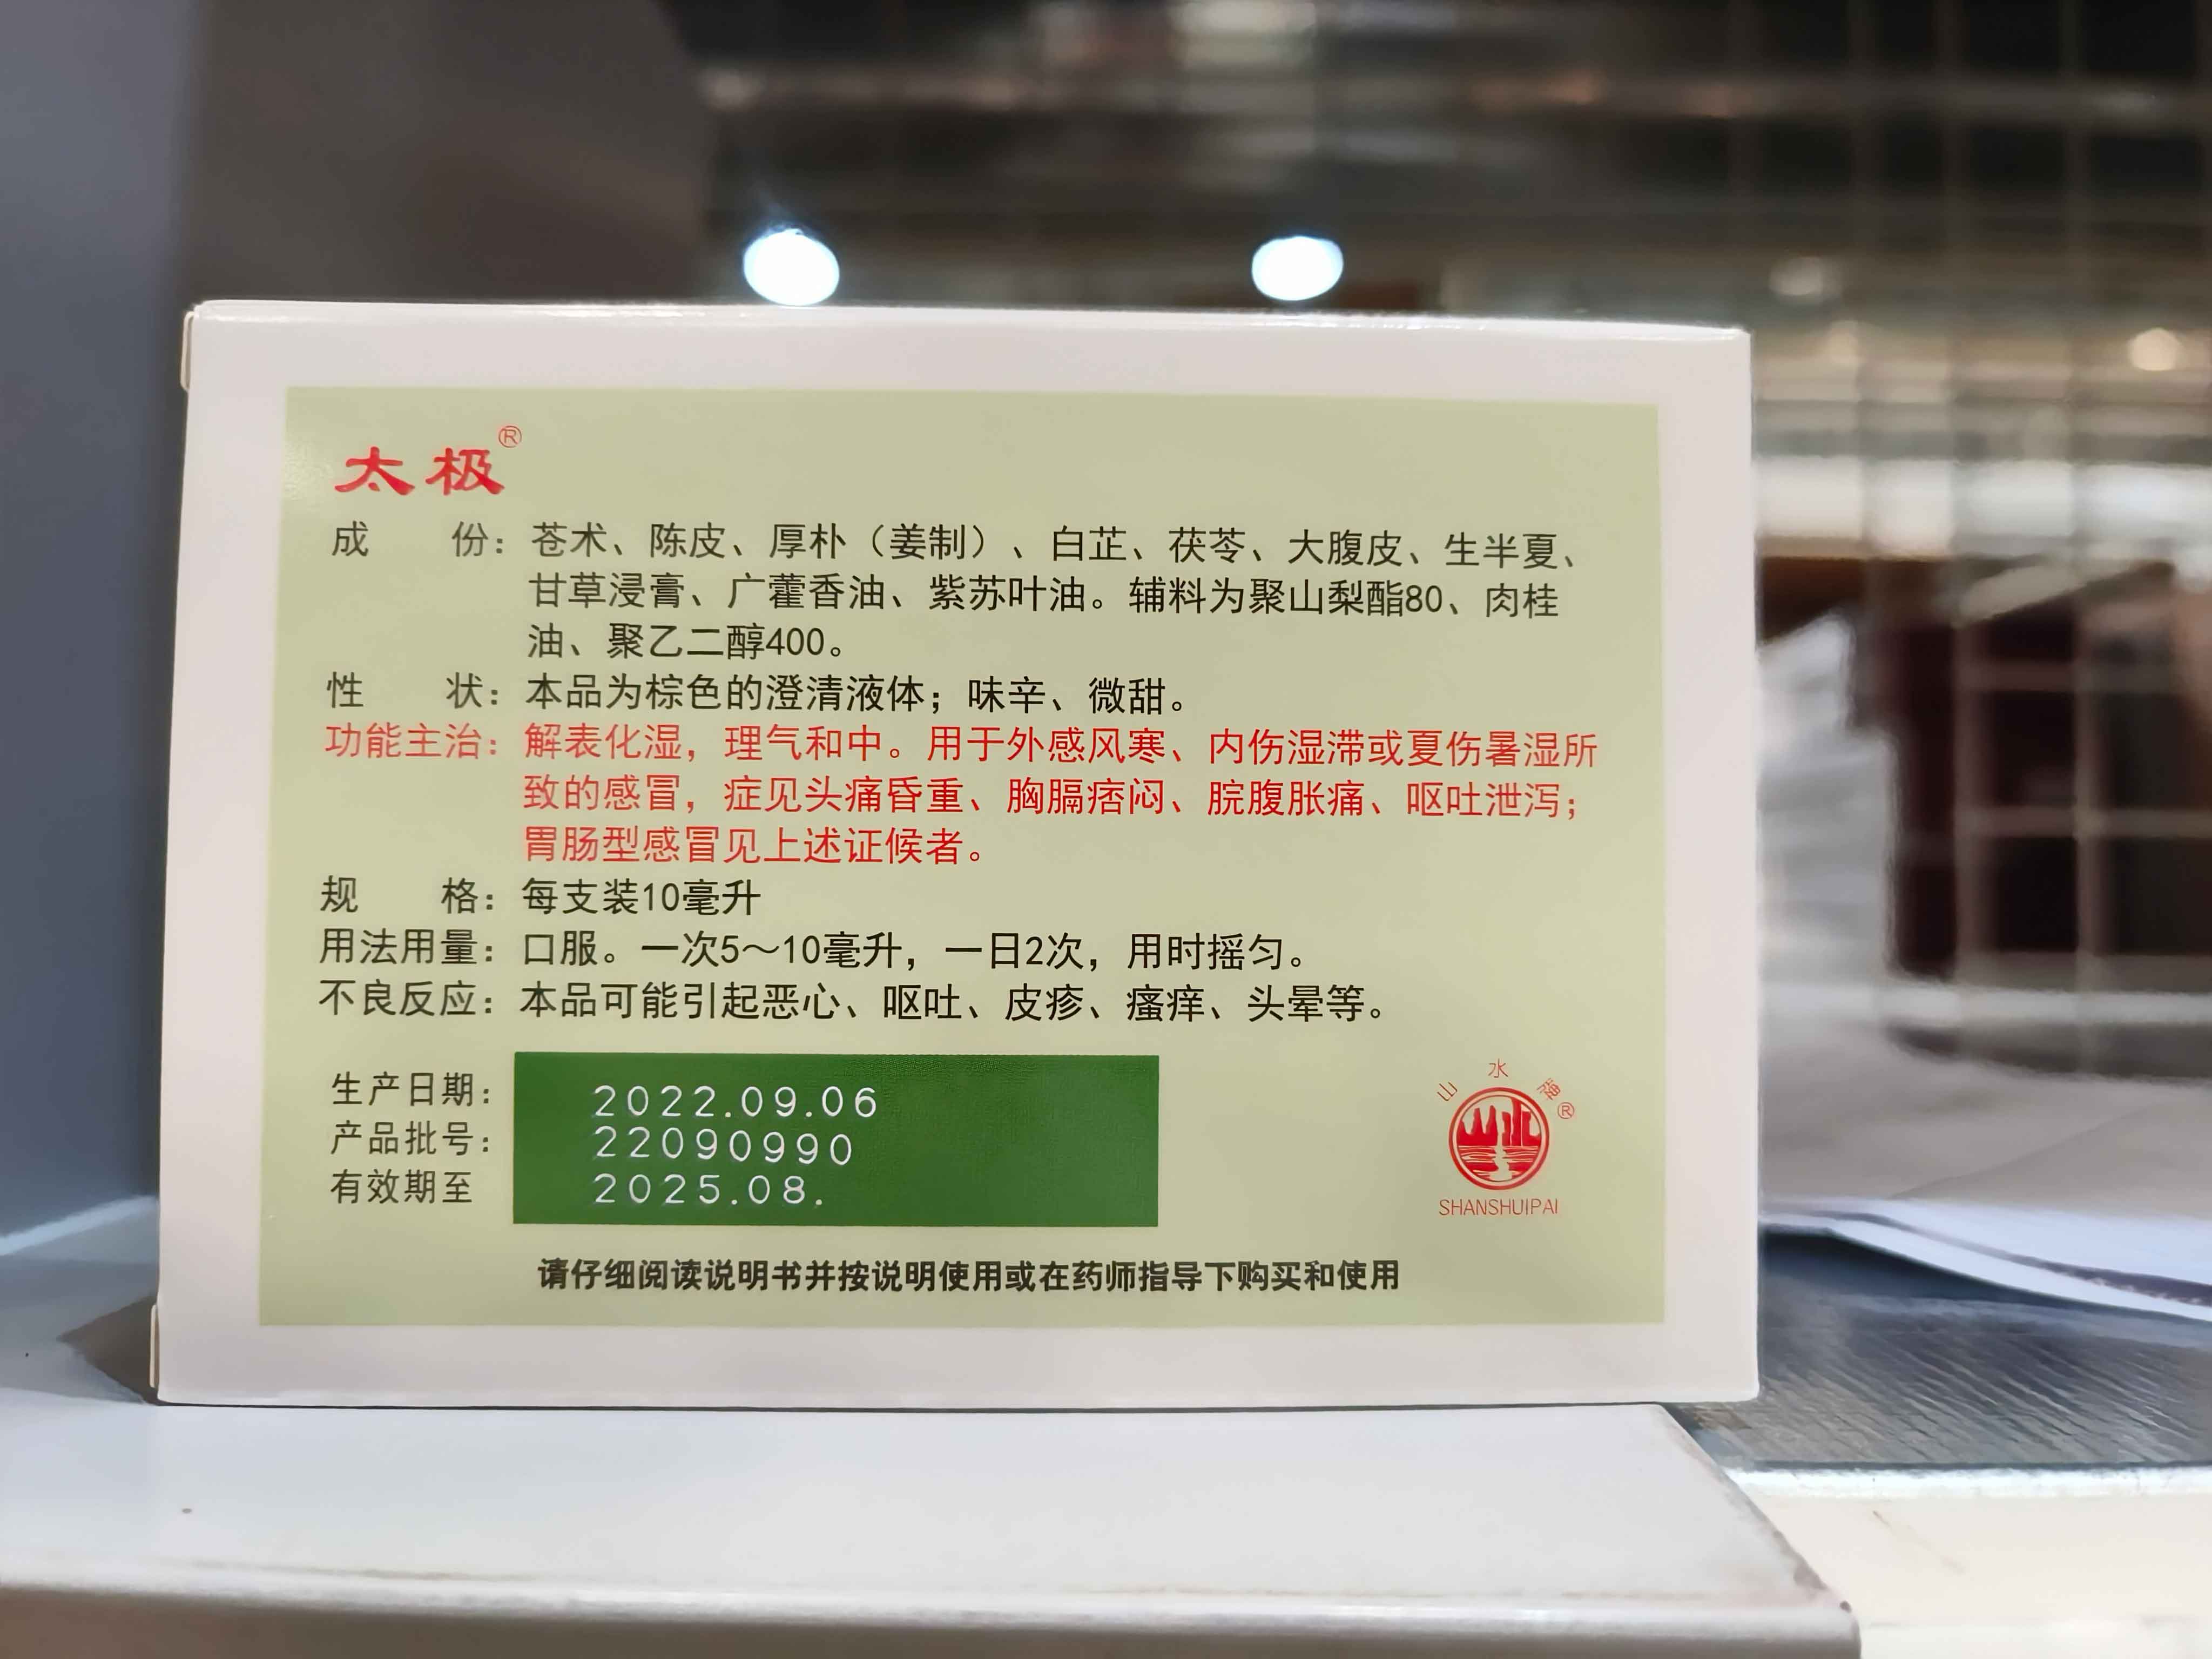 太极®
成　　份：苍术、陈皮、厚朴（姜制）、白芷、茯苓、大腹皮、生半夏、
甘草浸膏、广藿香油、紫苏叶油。辅料为聚山梨酯80、肉桂
油、聚乙二醇400。
性　　状：本品为棕色的澄清液体；味辛、微甜。
功能主治：解表化湿，理气和中。用于外感风寒、内伤湿滞或夏伤暑湿所
致的感冒，症见头痛昏重、胸膈痞闷、脘腹胀痛、呕吐泄泻；
胃肠型感冒见上述证候者。
规　　格：每支装10毫升
用法用量：口服。一次5～10毫升，一日2次，用时摇匀。
不良反应：本品可能引起恶心、呕吐、皮疹、瘙痒、头晕等。
生产日期：2022.09.06
产品批号：22090990
有效期至 2025.08.
山水牌®
SHANSHUIPAI
请仔细阅读说明书并按说明使用或在药师指导下购买和使用